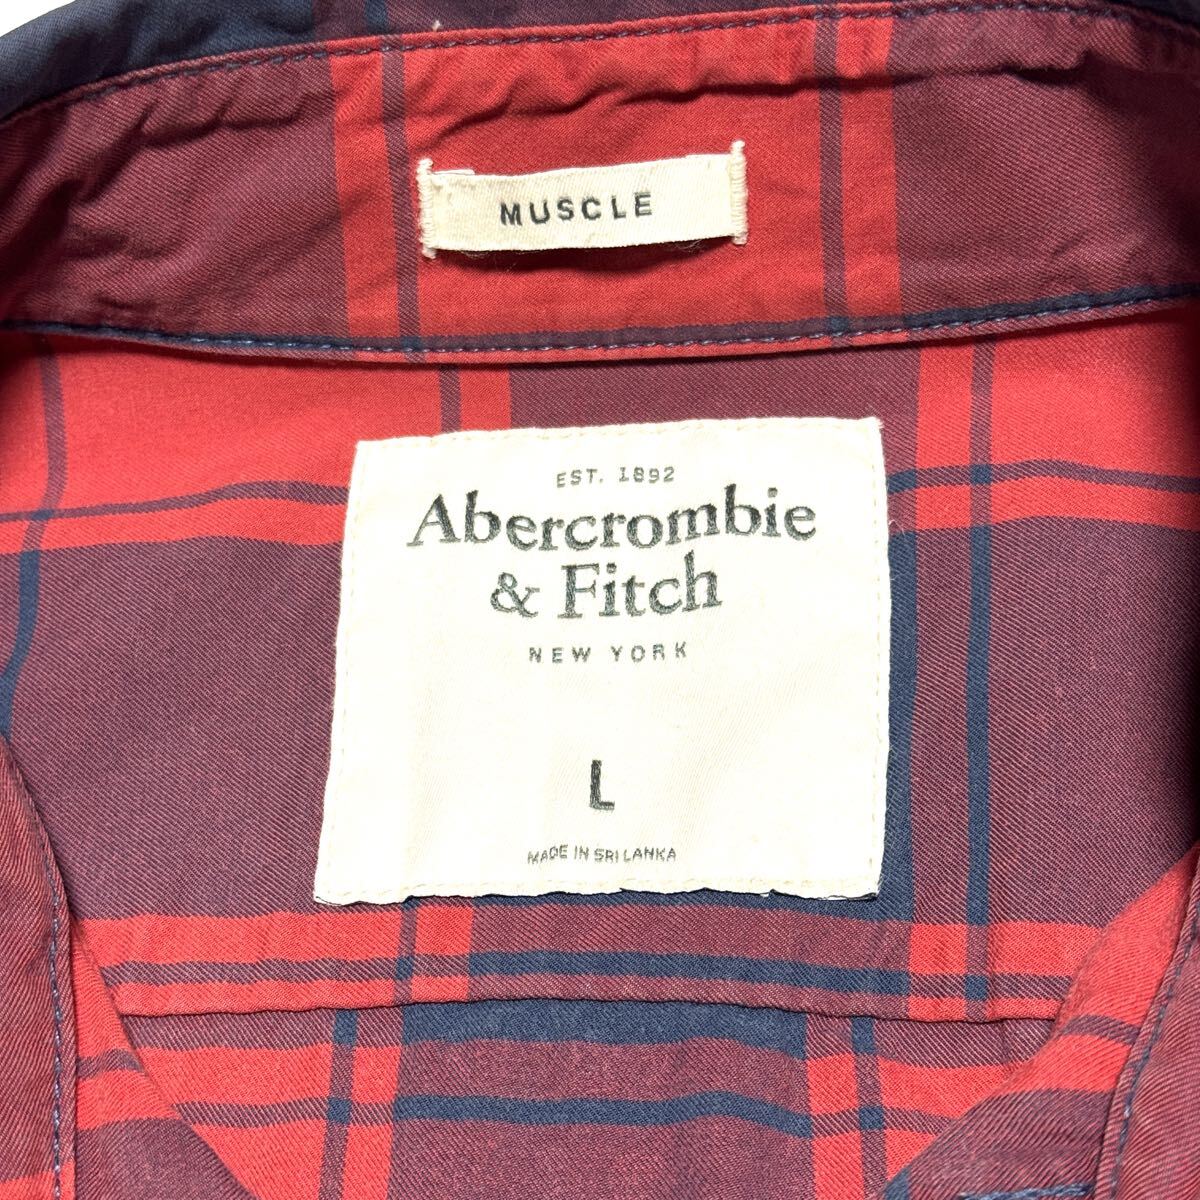 MUSCLE
EST. 1892
Abercrombie
& Fitch
NEW YORK
L
MADE IN SRI LANKA